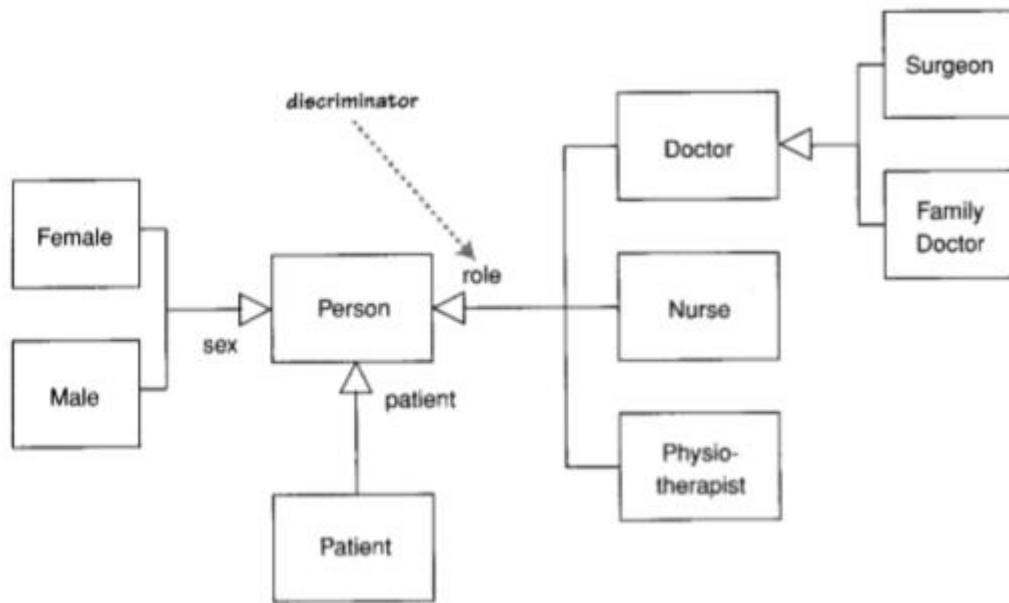 Surgeon
discriminator
Doctor
Female
Family
Doctor
role
Person
Nurse
sex
Male
patient
Physio-
therapist
Patient